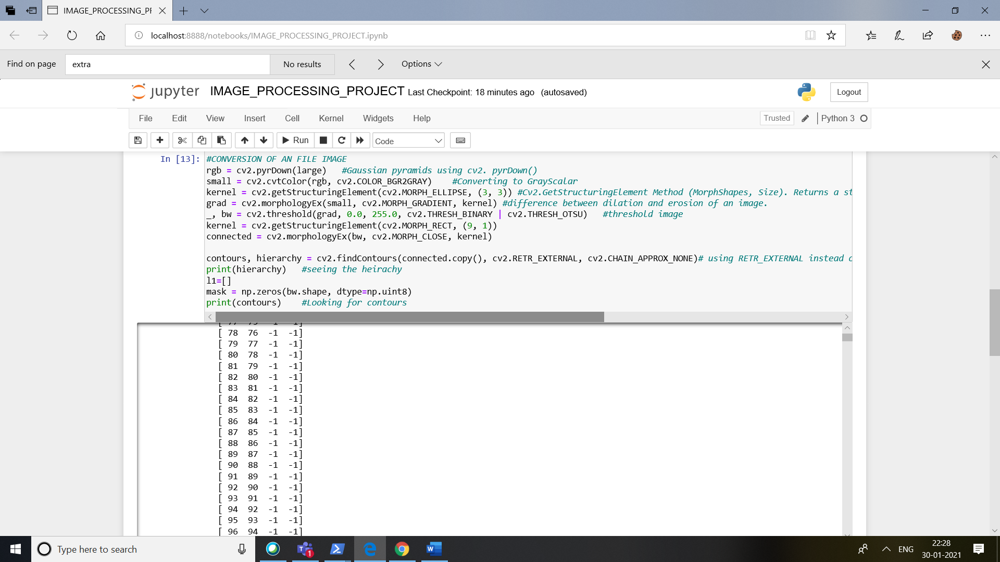 IMAGE_PROCESSING_PF
localhost:8888/notebooks/IMAGE_PROCESSING_PROJECT.ipynb
Find on page
extra
No results
Options
jupyter
IMAGE_PROCESSING_PROJECT Last Checkpoint: 18 minutes ago (autosaved)
Logout
File Edit View Insert Cell Kernel Widgets Help
Trusted
Python 3
Run
Code
In [13]: #CONVERSION OF AN FILE IMAGE
rgb = cv2.pyrDown(large)   #Gaussian pyramids using cv2. pyrDown()
small = cv2.cvtColor(rgb, cv2.COLOR_BGR2GRAY)    #Converting to GrayScalar
kernel = cv2.getStructuringElement(cv2.MORPH_ELLIPSE, (3, 3)) #Cv2.GetStructuringElement Method (MorphShapes, Size). Returns a st
grad = cv2.morphologyEx(small, cv2.MORPH_GRADIENT, kernel) #difference between dilation and erosion of an image.
_, bw = cv2.threshold(grad, 0.0, 255.0, cv2.THRESH_BINARY | cv2.THRESH_OTSU)   #threshold image
kernel = cv2.getStructuringElement(cv2.MORPH_RECT, (9, 1))
connected = cv2.morphologyEx(bw, cv2.MORPH_CLOSE, kernel)
contours, hierarchy = cv2.findContours(connected.copy(), cv2.RETR_EXTERNAL, cv2.CHAIN_APPROX_NONE)# using RETR_EXTERNAL instead
print(hierarchy)   #seeing the heirachy
l1=[]
mask = np.zeros(bw.shape, dtype=np.uint8)
print(contours)    #Looking for contours
[ 77 75 -1 -1]
[ 78 76 -1 -1]
[ 79 77 -1 -1]
[ 80 78 -1 -1]
[ 81 79 -1 -1]
[ 82 80 -1 -1]
[ 83 81 -1 -1]
[ 84 82 -1 -1]
[ 85 83 -1 -1]
[ 86 84 -1 -1]
[ 87 85 -1 -1]
[ 88 86 -1 -1]
[ 89 87 -1 -1]
[ 90 88 -1 -1]
[ 91 89 -1 -1]
[ 92 90 -1 -1]
[ 93 91 -1 -1]
[ 94 92 -1 -1]
[ 95 93 -1 -1]
[ 96 94 -1 -1]
Type here to search
1
W
ENG
22:28
30-01-2021